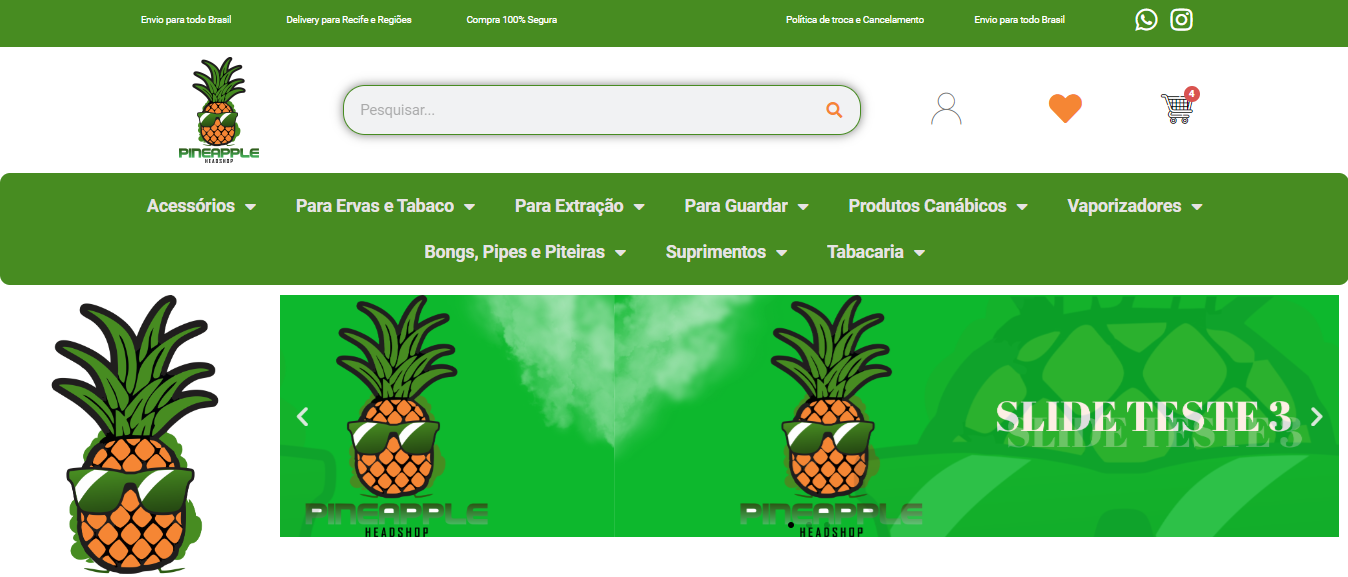 Envio para todo Brasil Delivery para Recife e Regiões Compra 100% Segura Política de troca e Cancelamento Envio para todo Brasil
4
Pesquisar...
PINEAPPLE
HEADSHOP
Acessórios Para Ervas e Tabaco Para Extração Para Guardar Produtos Canábicos Vaporizadores
Bongs, Pipes e Piteiras Suprimentos Tabacaria
SLIDE TESTE 3
SLIDE TESTE 3
PINEAPPLE PINEAPPLE
HEADSHOP HEADSHOP